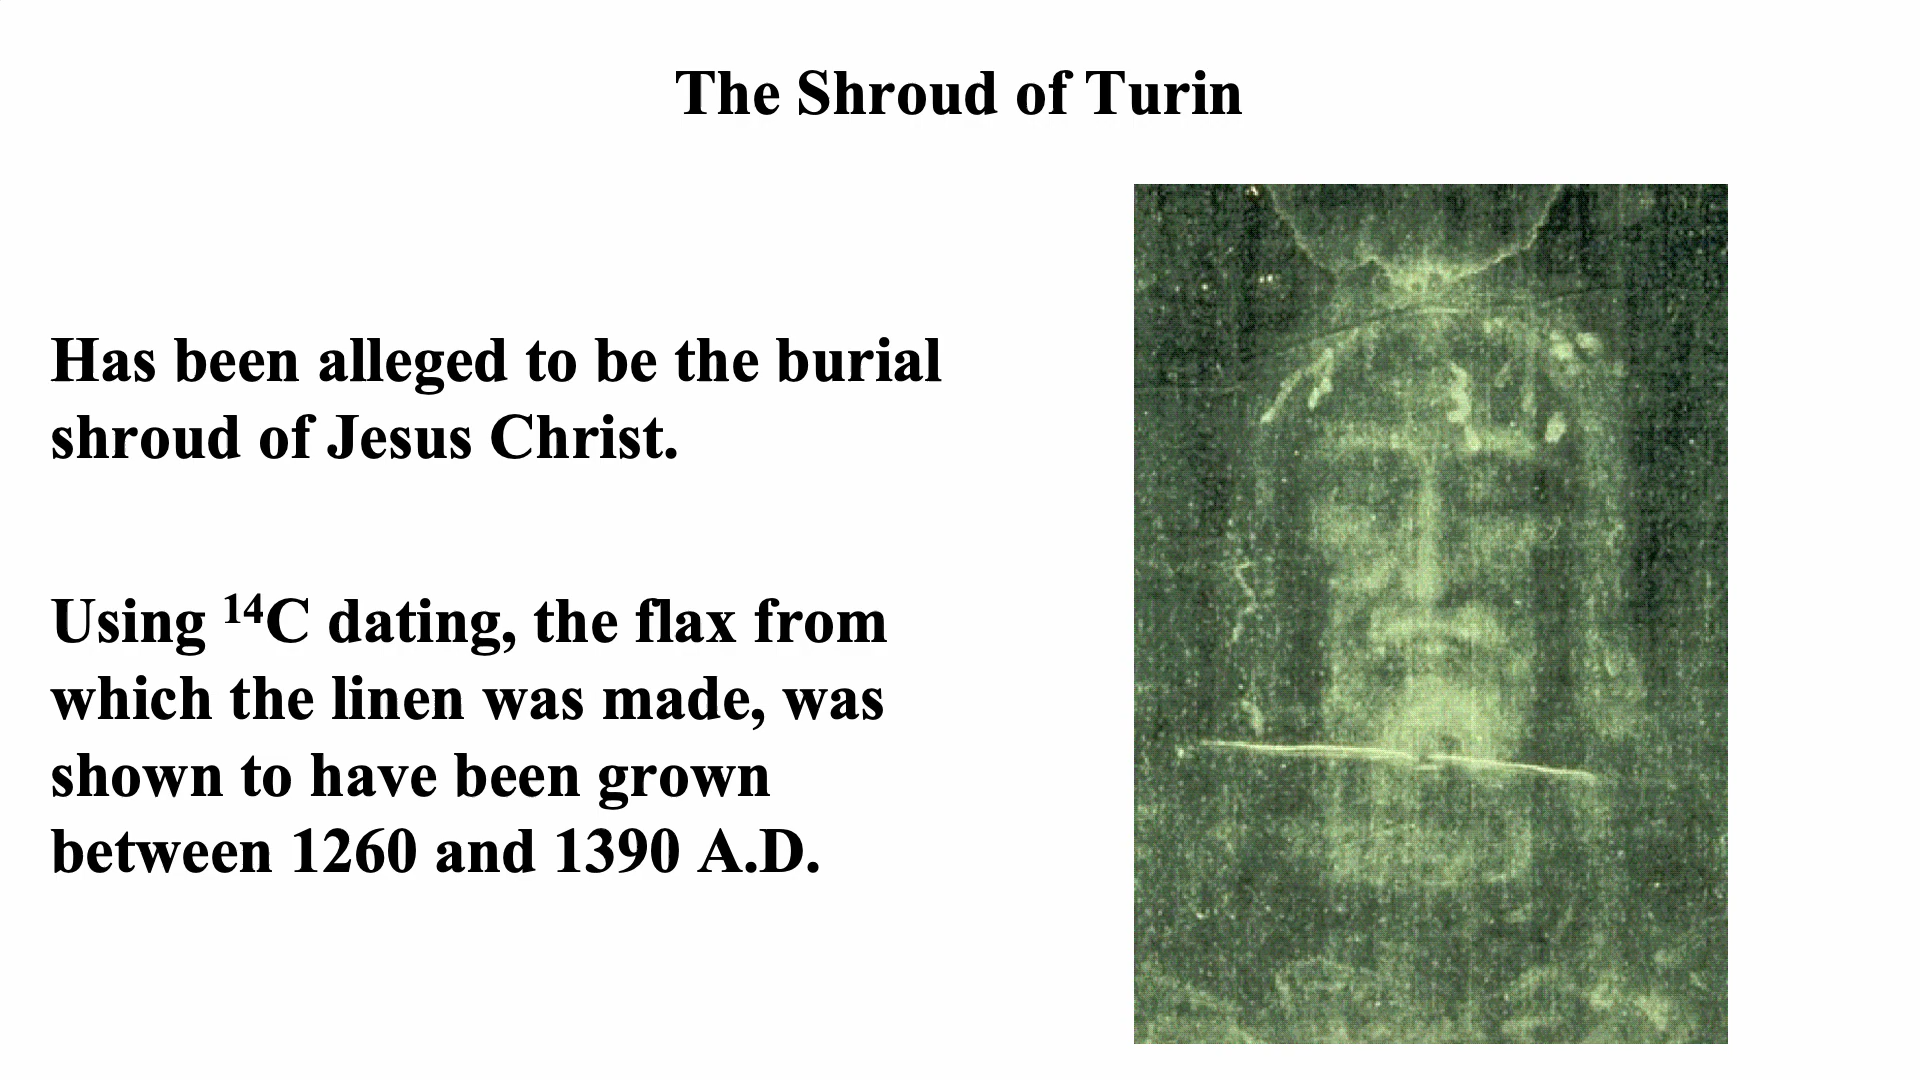 The Shroud of Turin
Has been alleged to be the burial
shroud of Jesus Christ.
Using ¹⁴C dating, the flax from
which the linen was made, was
shown to have been grown
between 1260 and 1390 A.D.